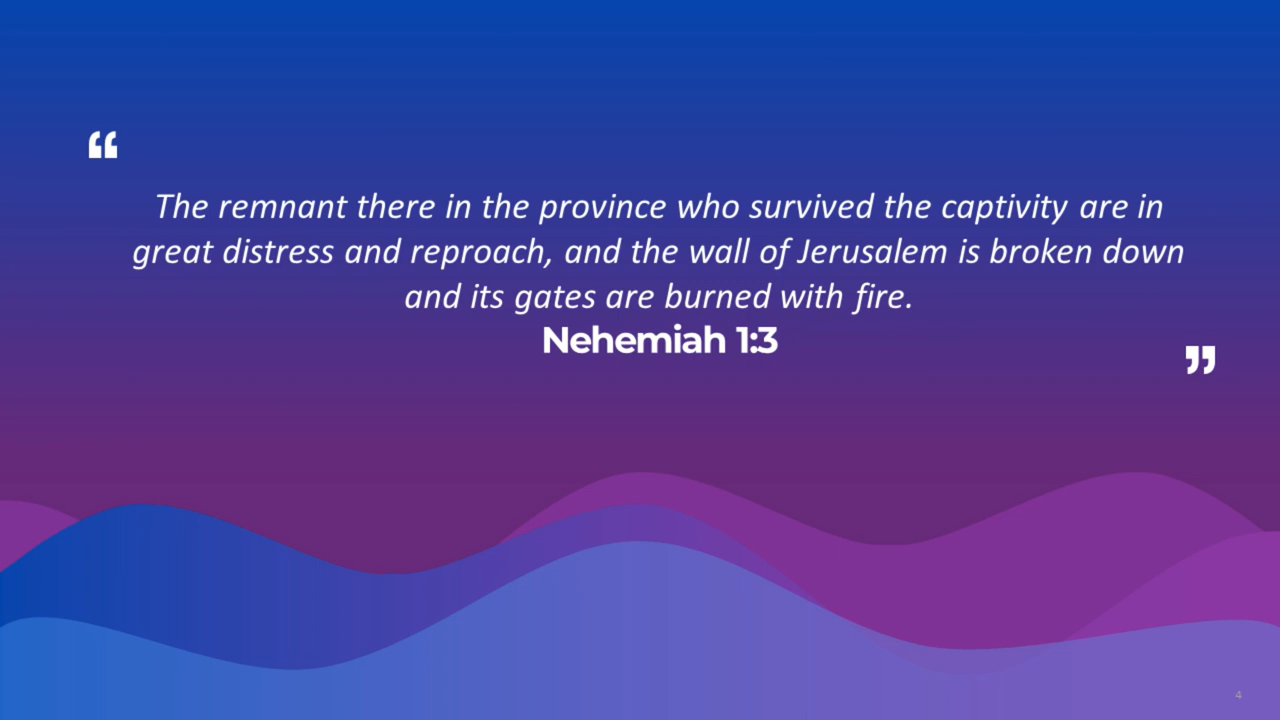 “
The remnant there in the province who survived the captivity are in
great distress and reproach, and the wall of Jerusalem is broken down
and its gates are burned with fire.
Nehemiah 1:3
”
4